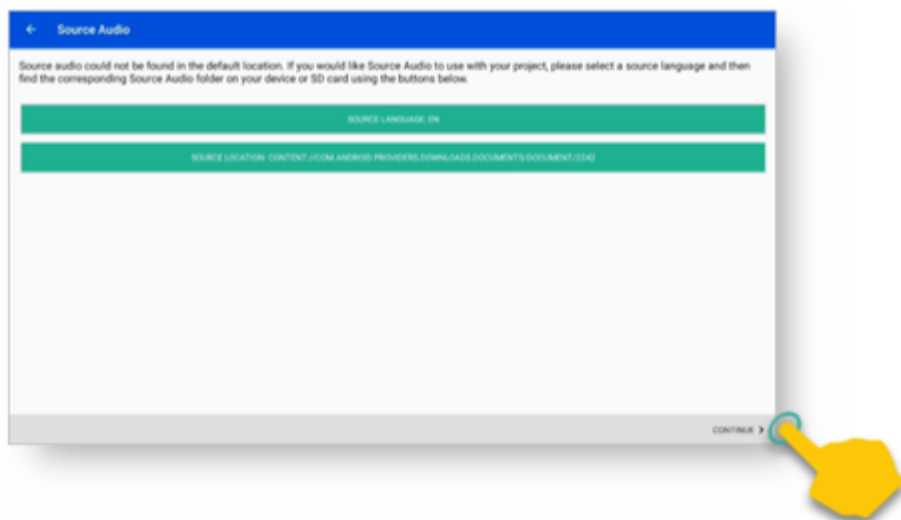 Source Audio
Source audio could not be found in the default location. If you would like Source Audio to use with your project, please select a source language and then
find the corresponding Source Audio folder on your device or SD card using the buttons below.
SOURCE LANGUAGE: EN
SOURCE LOCATION: CONTENT://COM.ANDROID.PROVIDERS.DOWNLOADS.DOCUMENTS/DOCUMENT/2242
CONTINUE